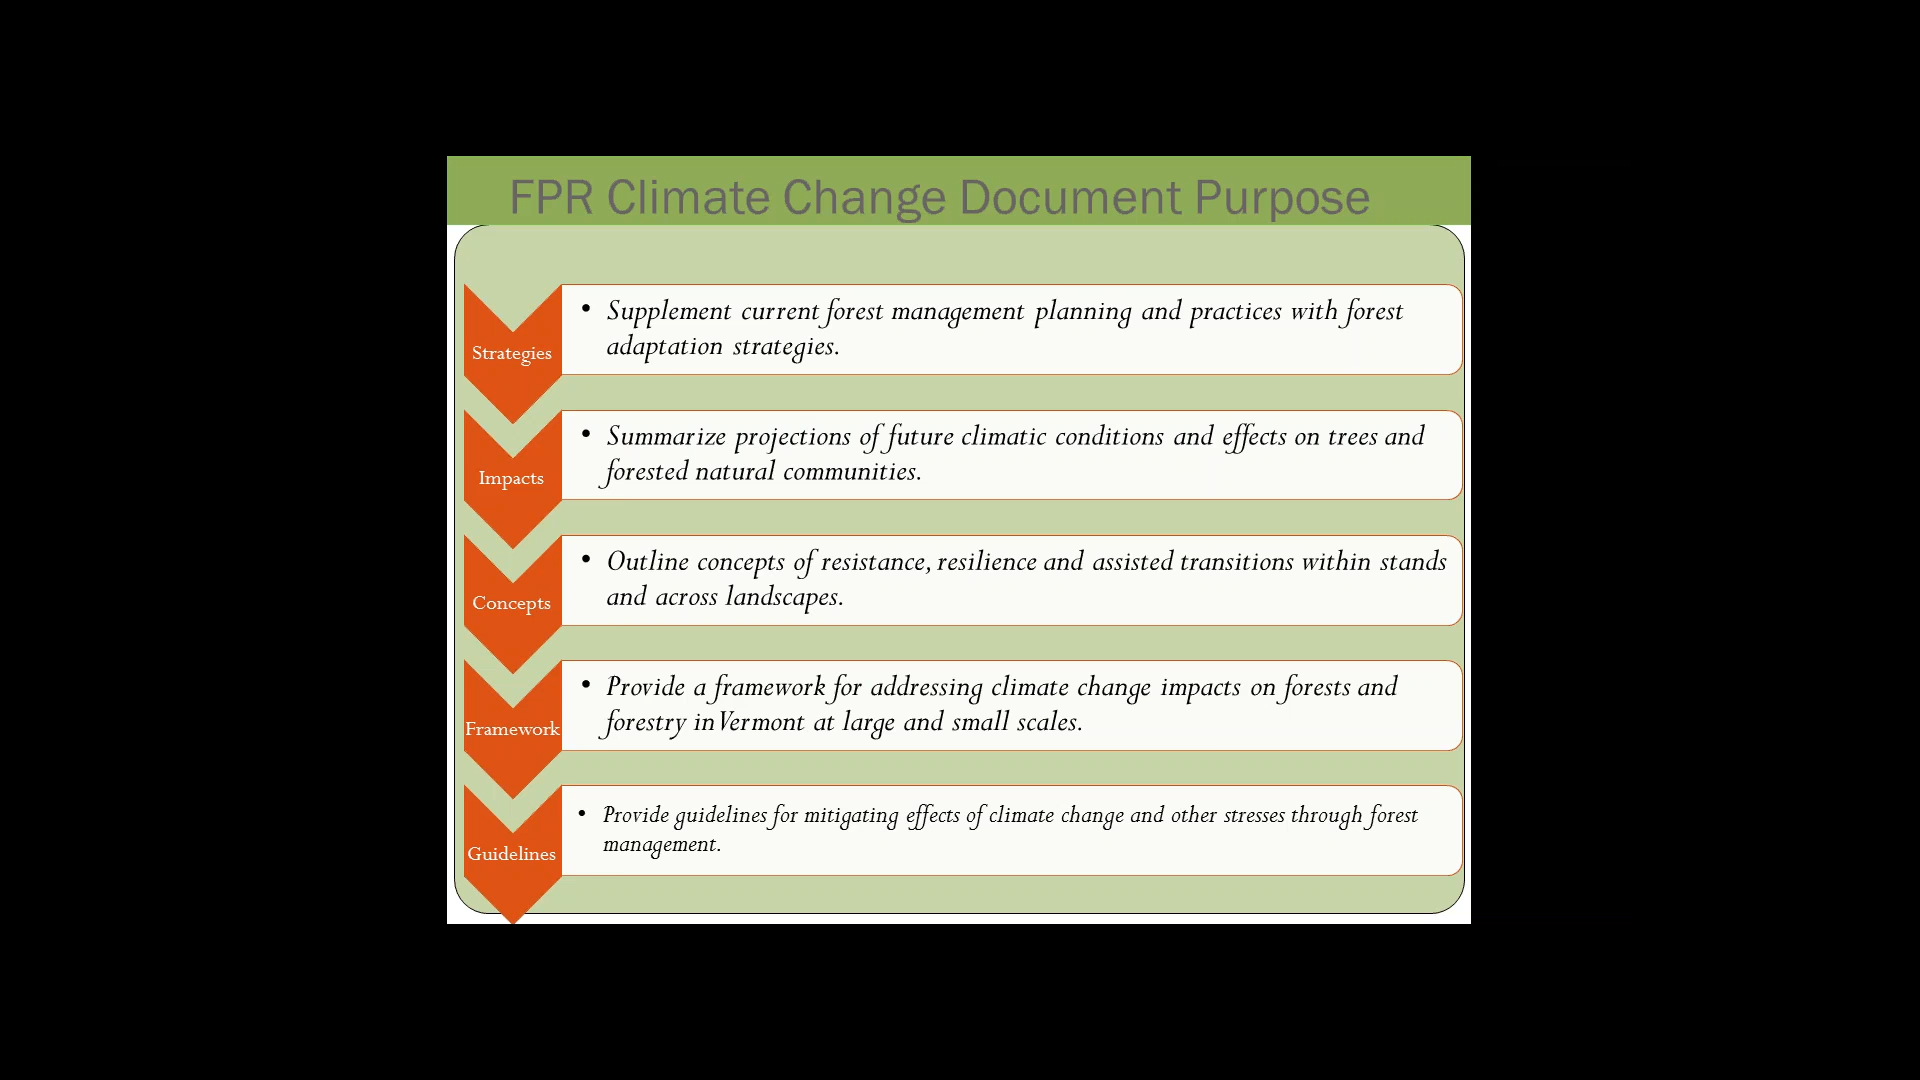 FPR Climate Change Document Purpose
Strategies
• Supplement current forest management planning and practices with forest
adaptation strategies.
Impacts
• Summarize projections of future climatic conditions and effects on trees and
forested natural communities.
Concepts
• Outline concepts of resistance, resilience and assisted transitions within stands
and across landscapes.
Framework
• Provide a framework for addressing climate change impacts on forests and
forestry in Vermont at large and small scales.
Guidelines
• Provide guidelines for mitigating effects of climate change and other stresses through forest
management.